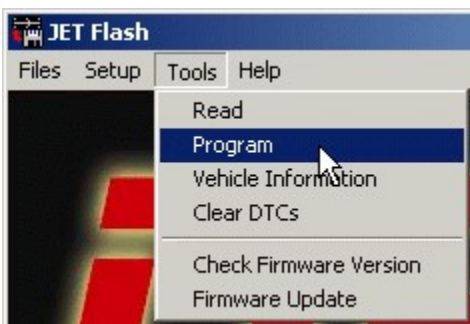 JET Flash
Files Setup Tools Help
Read
Program
Vehicle Information
Clear DTCs
Check Firmware Version
Firmware Update